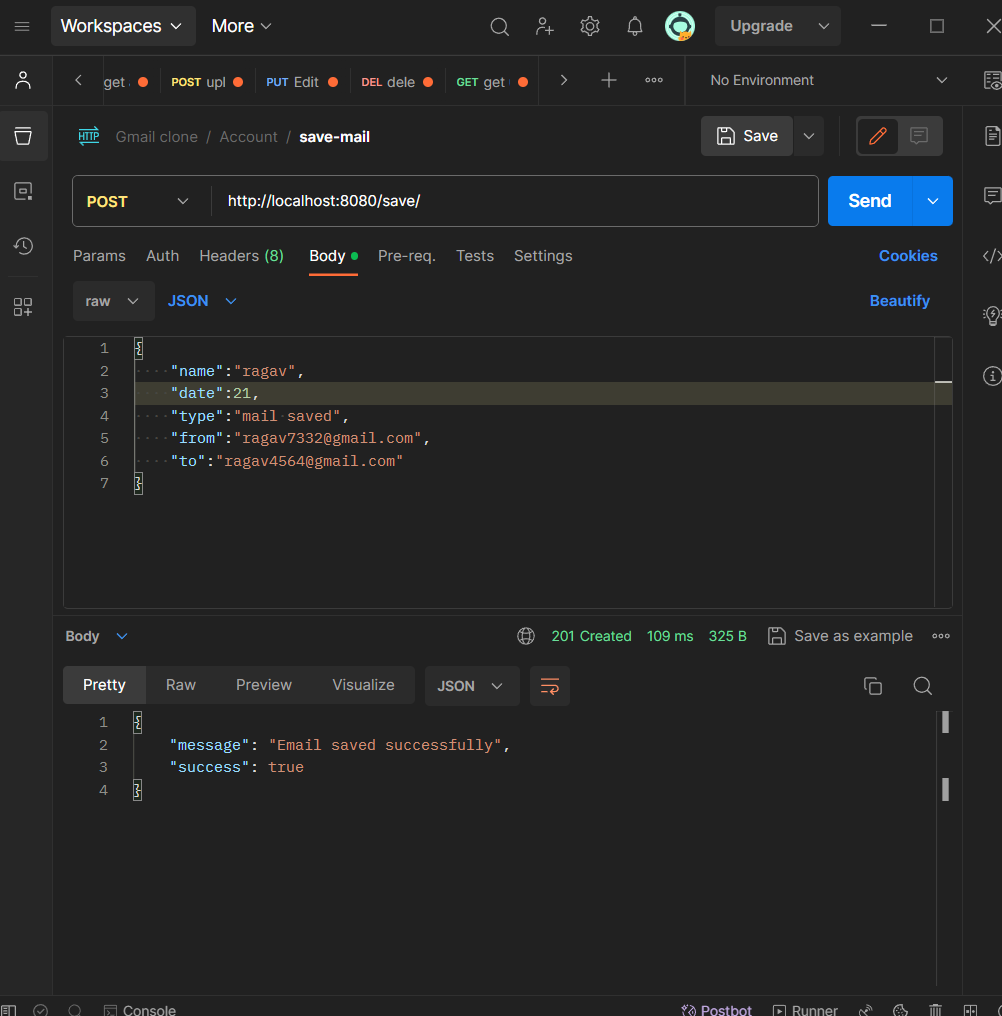 Workspaces More Upgrade
get POST upl PUT Edit DEL dele GET get No Environment
HTTP Gmail clone / Account / save-mail Save
POST http://localhost:8080/save/ Send
Params Auth Headers (8) Body Pre-req. Tests Settings Cookies
raw JSON Beautify
1 {
2 "name":"ragav",
3 "date":21,
4 "type":"mail saved",
5 "from":"ragav7332@gmail.com",
6 "to":"ragav4564@gmail.com"
7 }
Body 201 Created 109 ms 325 B Save as example
Pretty Raw Preview Visualize JSON
1 {
2 "message": "Email saved successfully",
3 "success": true
4 }
Console Postbot Runner